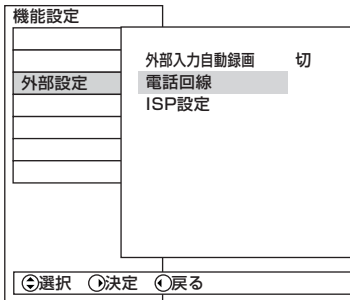 機能設定
外部入力自動録画 切
外部設定
電話回線
ISP設定
選択 決定 戻る